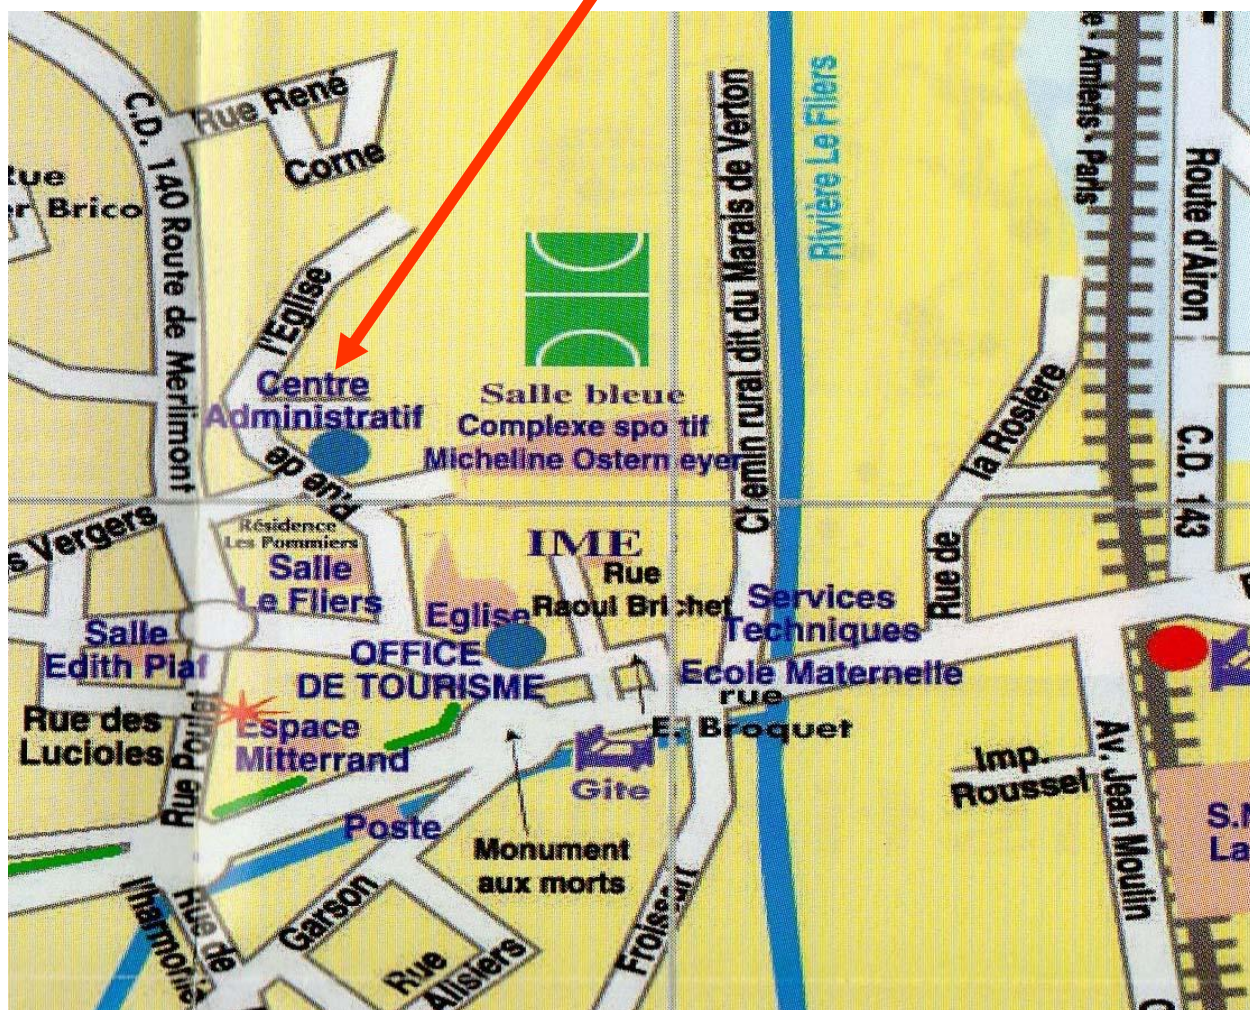 C.D. 140 Route de Merlimont
Rue René
Corne
Rue
Brico
l'Eglise
Centre
Administratif
Rue de
Salle bleue
Complexe spo tif
Micheline Ostern eyer
Chemin rural dit du Marais de Verton
Rivière Le Fliers
Amiens - Paris
Route d'Airon
C.D. 143
la Rosière
Rue de
Vergers
Résidence
Les Pommiers
Salle
Le Fliers
IME
Rue
Raoul Bri chet
Eglise
OFFICE
DE TOURISME
Services
Techniques
Ecole Maternelle
rue
E. Broquet
Salle
Edith Piaf
Rue des
Lucioles
Rue Poulet
Espace
Mitterrand
Gite
Poste
Monument
aux morts
Imp.
Roussel
Av. Jean Moulin
Rue de
l'harmonie
Garson
Rue
Alisiers
Froissart